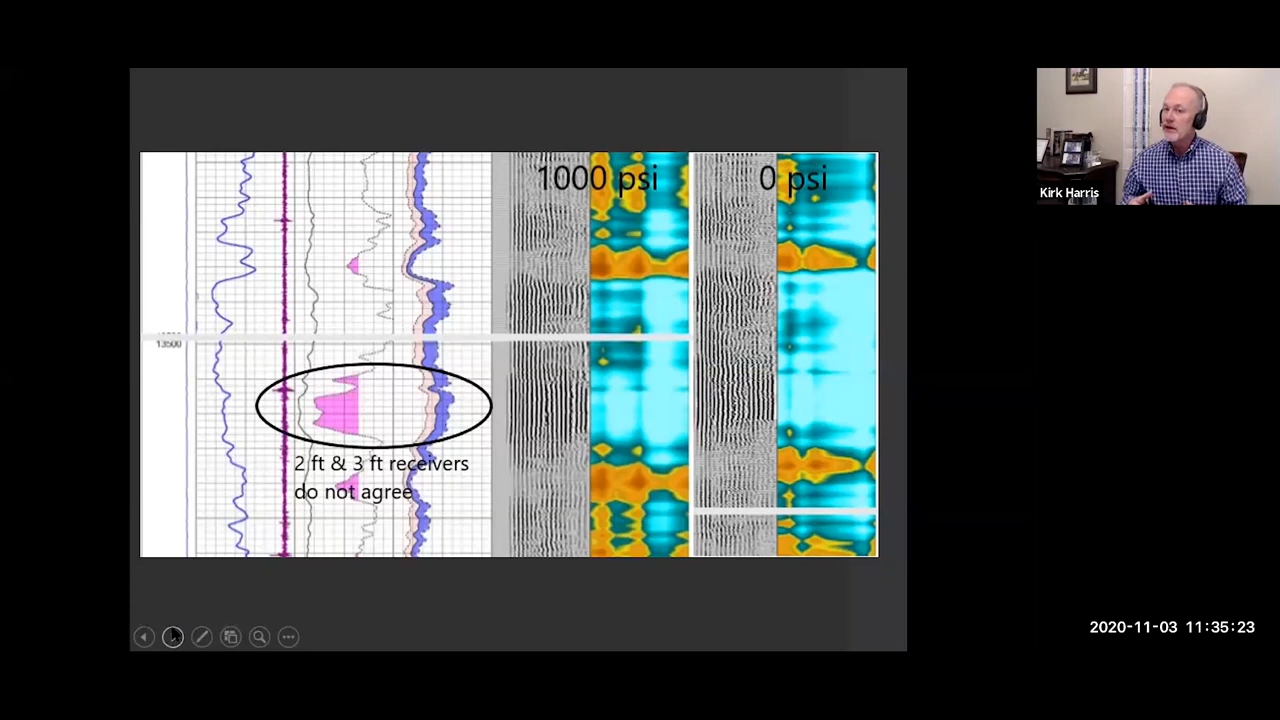 1000 psi
0 psi
Kirk Harris
13500
2 ft & 3 ft receivers
do not agree
2020-11-03 11:35:23